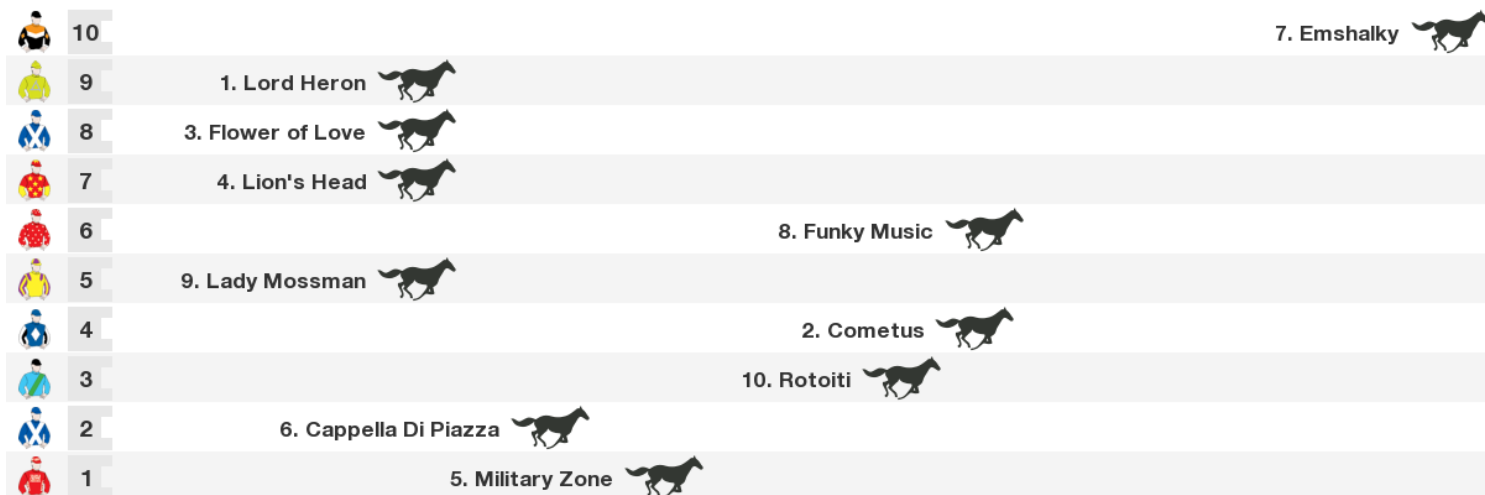 10 7. Emshalky
9 1. Lord Heron
8 3. Flower of Love
7 4. Lion's Head
6 8. Funky Music
5 9. Lady Mossman
4 2. Cometus
3 10. Rotoiti
2 6. Cappella Di Piazza
1 5. Military Zone